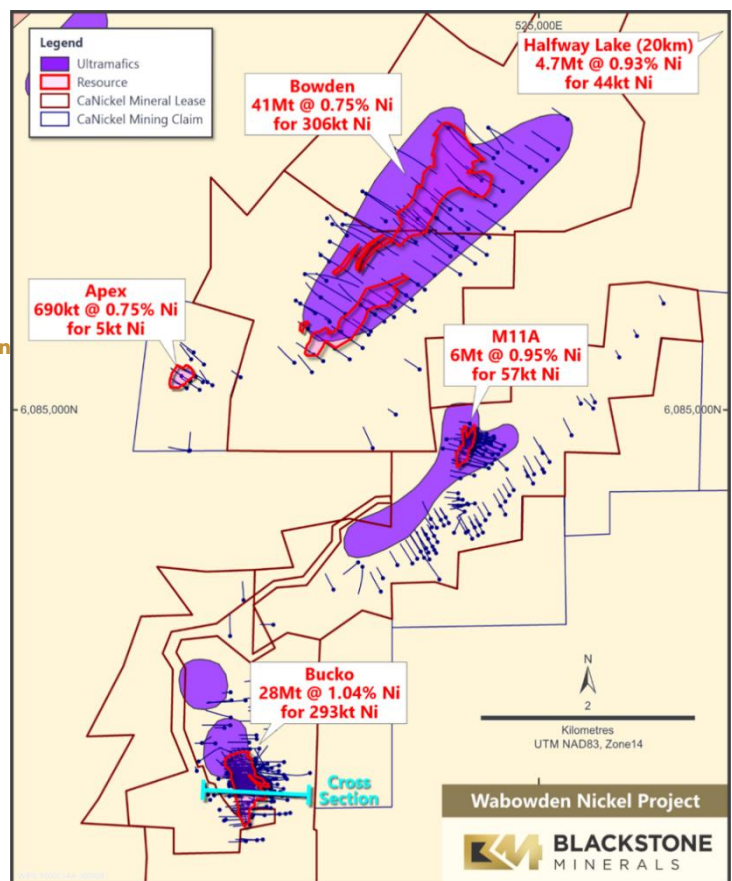 Legend
Ultramafics
Resource
CaNickel Mineral Lease
CaNickel Mining Claim
525,000E
Halfway Lake (20km)
4.7Mt @ 0.93% Ni
for 44kt Ni
Bowden
41Mt @ 0.75% Ni
for 306kt Ni
Apex
690kt @ 0.75% Ni
for 5kt Ni
n
M11A
6Mt @ 0.95% Ni
for 57kt Ni
6,085,000N
6,085,000N
Bucko
28Mt @ 1.04% Ni
for 293kt Ni
N
2
Kilometres
UTM NAD83, Zone14
Cross
Section
Wabowden Nickel Project
BLACKSTONE
MINERALS